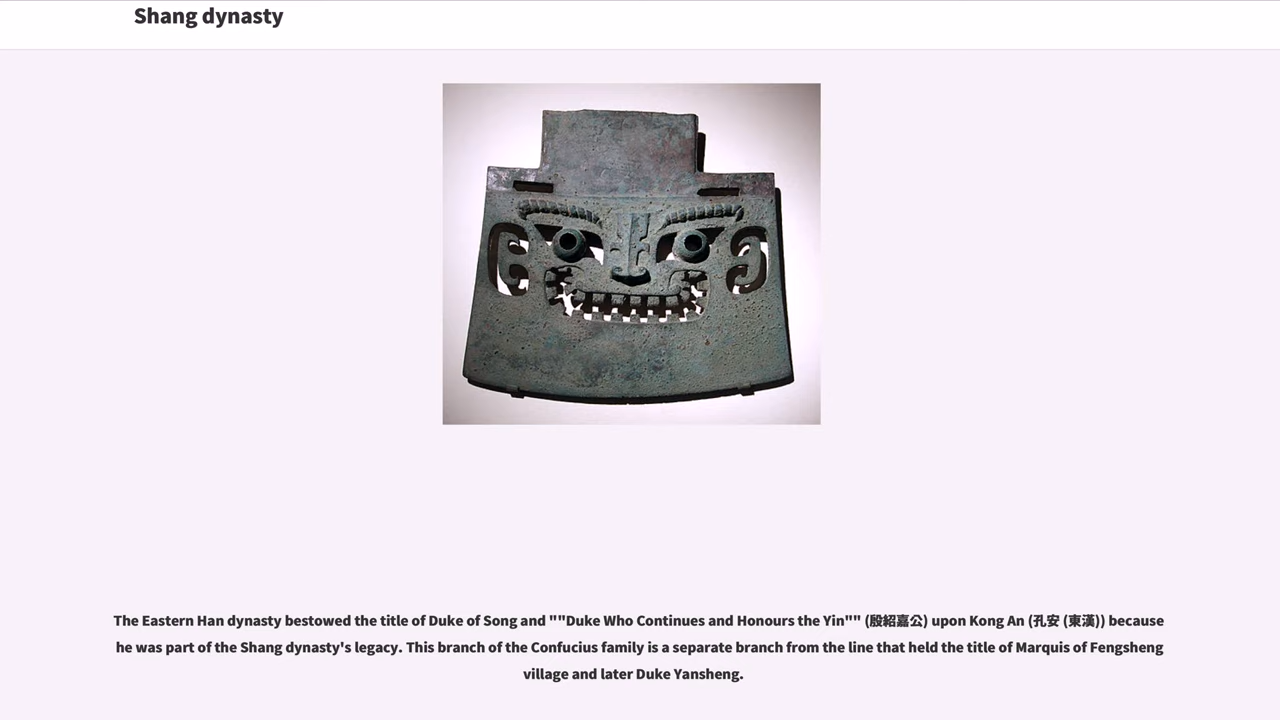 Shang dynasty
The Eastern Han dynasty bestowed the title of Duke of Song and ""Duke Who Continues and Honours the Yin"" (殷紹嘉公) upon Kong An (孔安 (東漢)) because
he was part of the Shang dynasty's legacy. This branch of the Confucius family is a separate branch from the line that held the title of Marquis of Fengsheng
village and later Duke Yansheng.